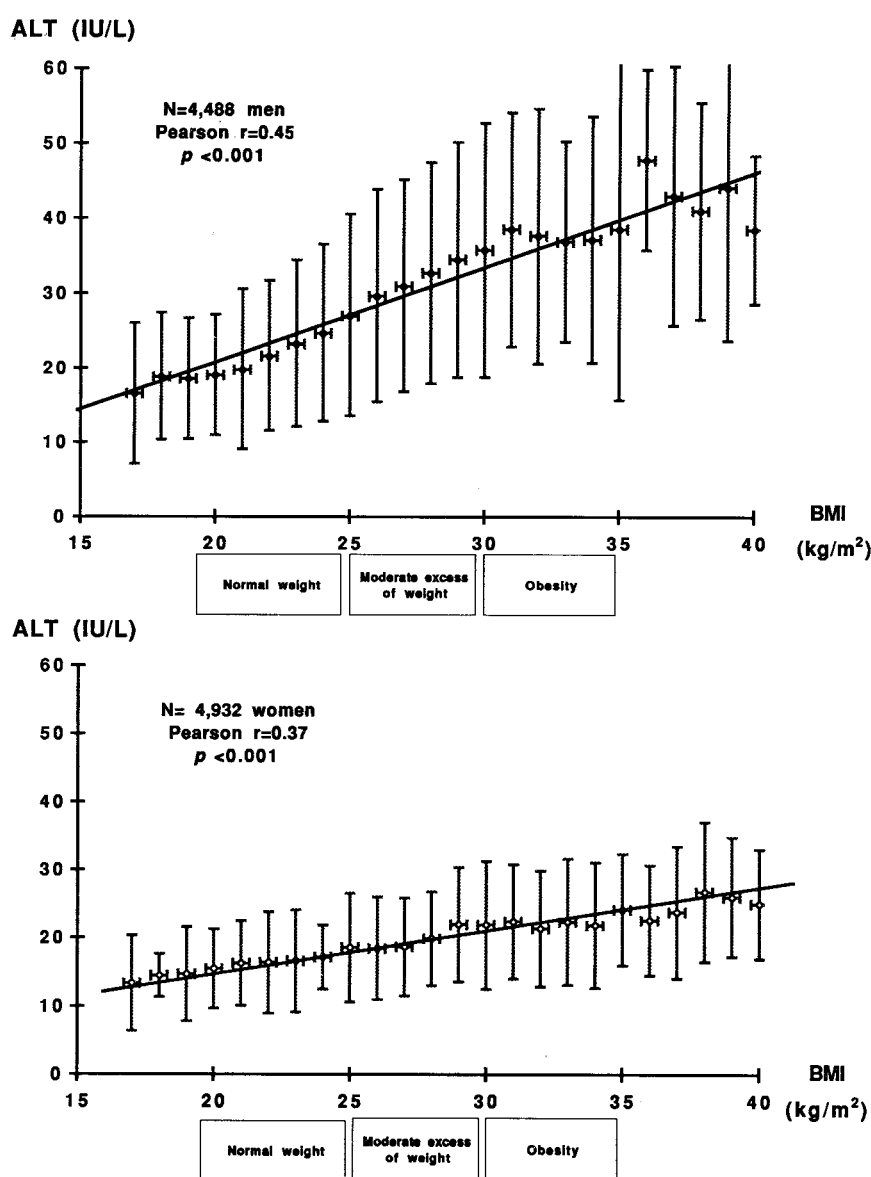 ALT (IU/L)
60
N=4,488 men
Pearson r=0.45
p <0.001
50
40
30
20
10
0
15 20 25 30 35 40
BMI
(kg/m²)
Normal weight
Moderate excess
of weight
Obesity
ALT (IU/L)
60
N= 4,932 women
Pearson r=0.37
p <0.001
50
40
30
20
10
0
15 20 25 30 35 40
BMI
(kg/m²)
Normal weight
Moderate excess
of weight
Obesity